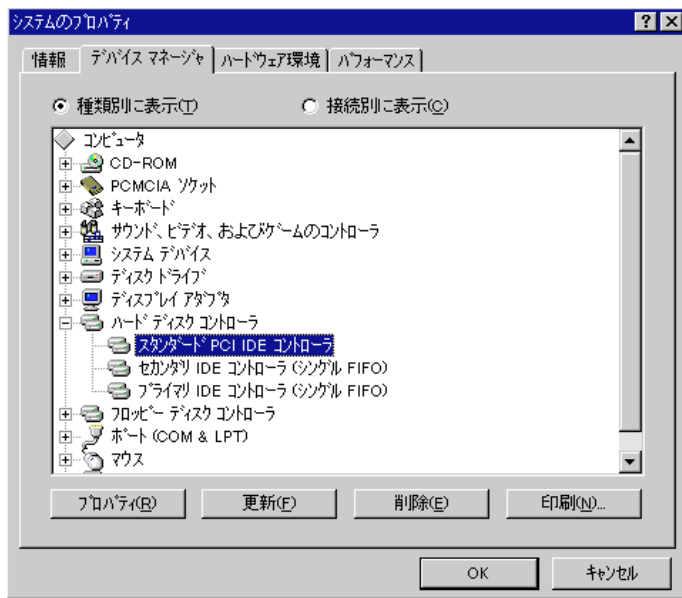 システムのプロパティ
情報 デバイス マネージャ ハードウェア環境 パフォーマンス
種類別に表示(T) 接続別に表示(C)
コンピュータ
CD-ROM
PCMCIA ソケット
キーボード
サウンド、ビデオ、およびゲームのコントローラ
システム デバイス
ディスク ドライブ
ディスプレイ アダプタ
ハード ディスク コントローラ
スタンダード PCI IDE コントローラ
セカンダリ IDE コントローラ (シングル FIFO)
プライマリ IDE コントローラ (シングル FIFO)
フロッピー ディスク コントローラ
ポート (COM & LPT)
マウス
プロパティ(R) 更新(F) 削除(E) 印刷(N)...
OK キャンセル